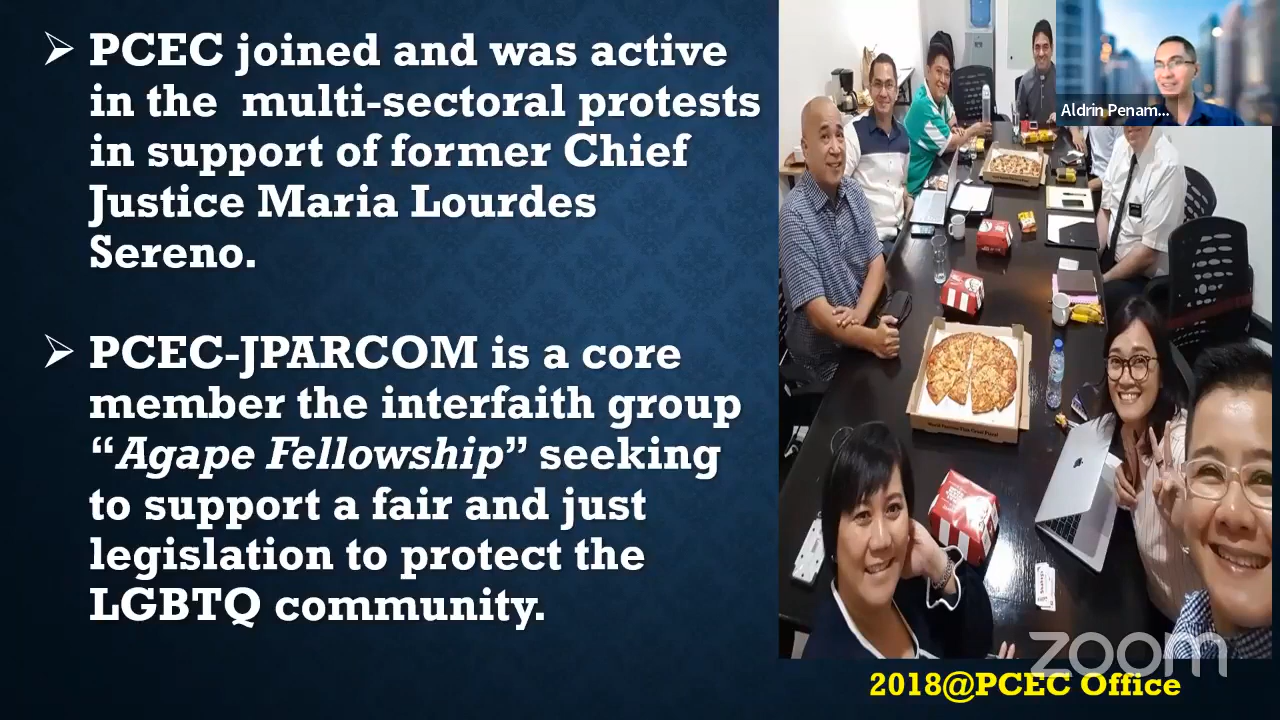 PCEC joined and was active
in the multi-sectoral protests
in support of former Chief
Justice Maria Lourdes
Sereno.
PCEC-JPARCOM is a core
member the interfaith group
“Agape Fellowship” seeking
to support a fair and just
legislation to protect the
LGBTQ community.
Aldrin Penam...
zoom
2018@PCEC Office